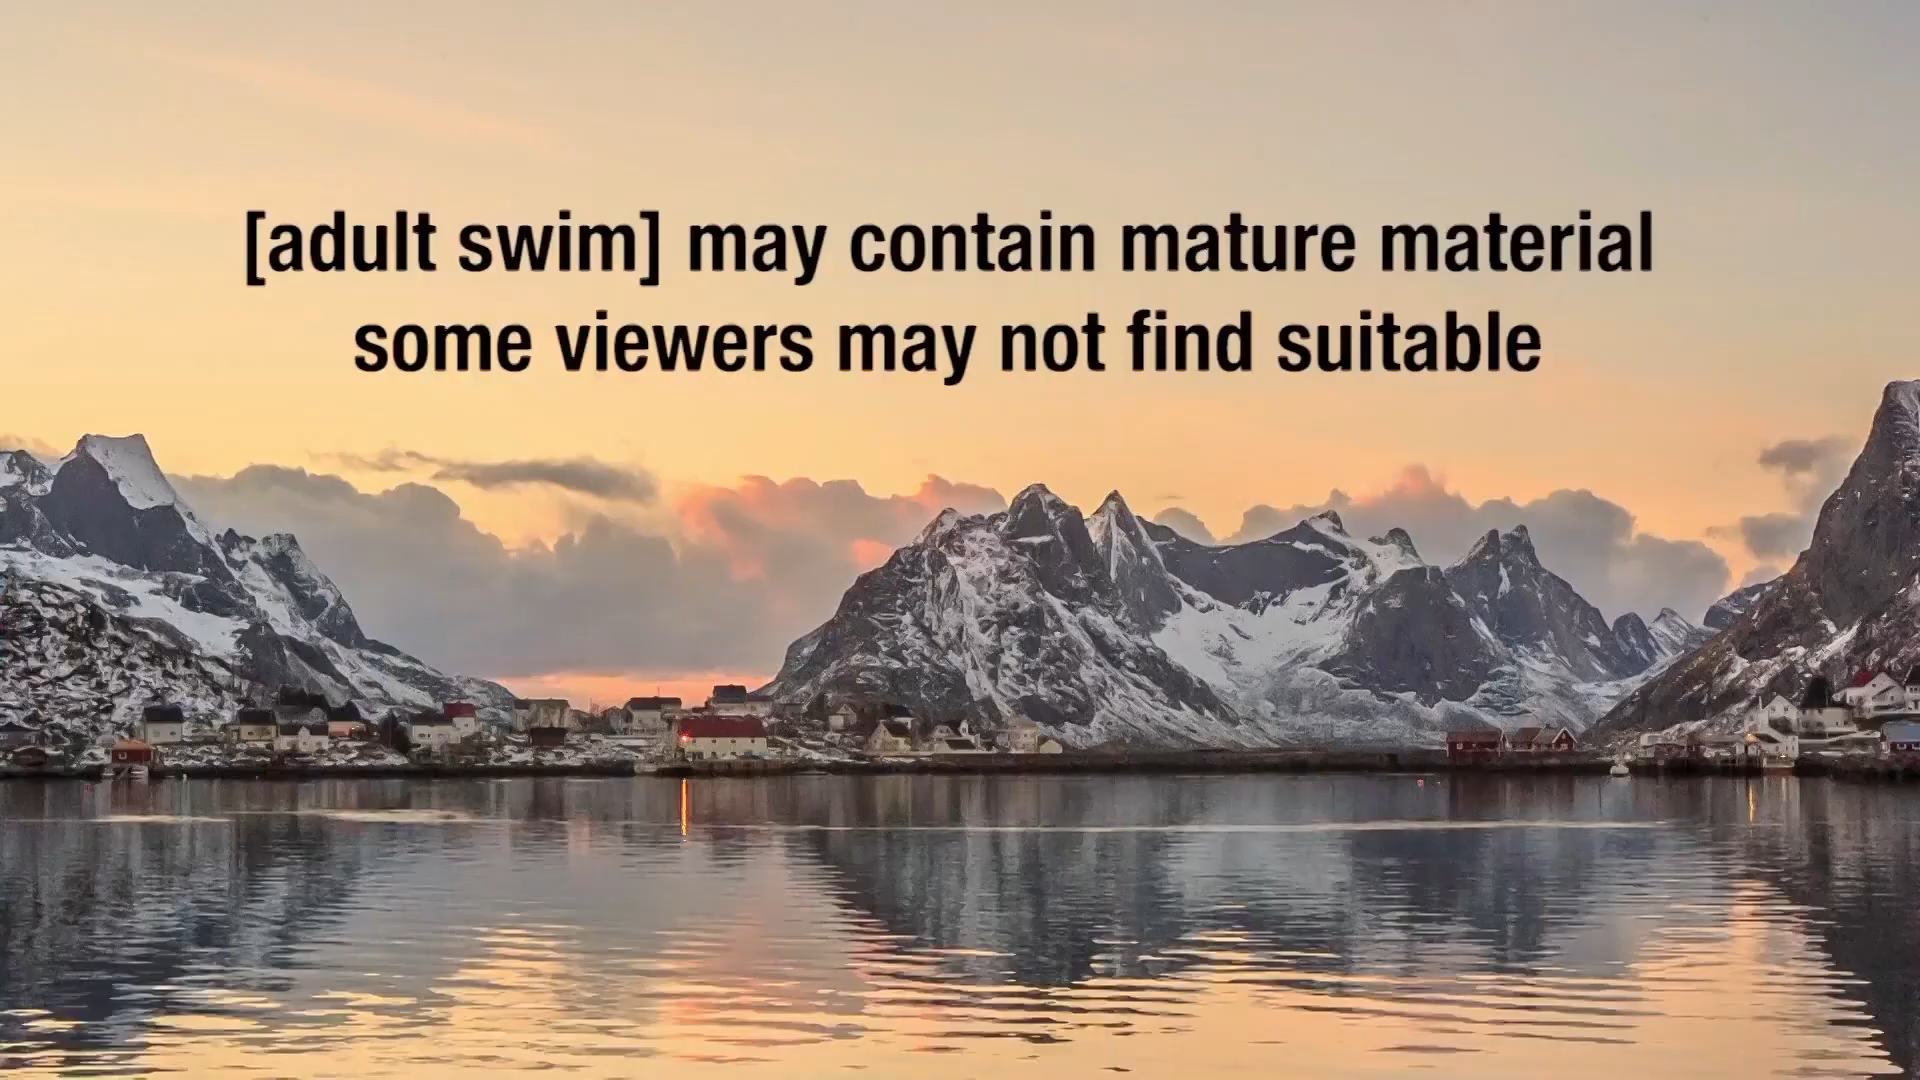 [adult swim] may contain mature material
some viewers may not find suitable